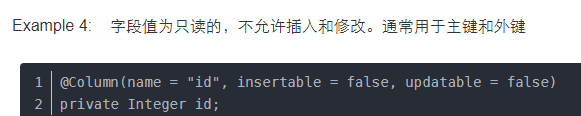 Example 4: 字段值为只读的，不允许插入和修改。通常用于主键和外键
1 @Column(name = "id", insertable = false, updatable = false)
2 private Integer id;